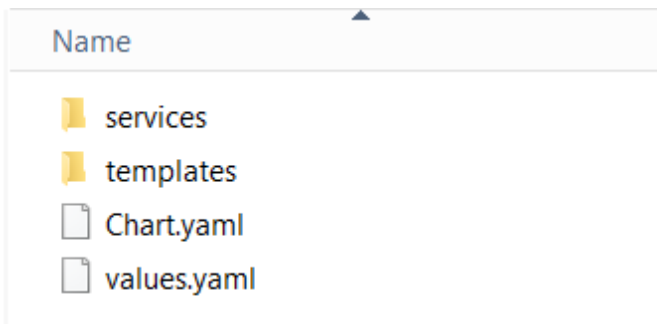 Name
services
templates
Chart.yaml
values.yaml